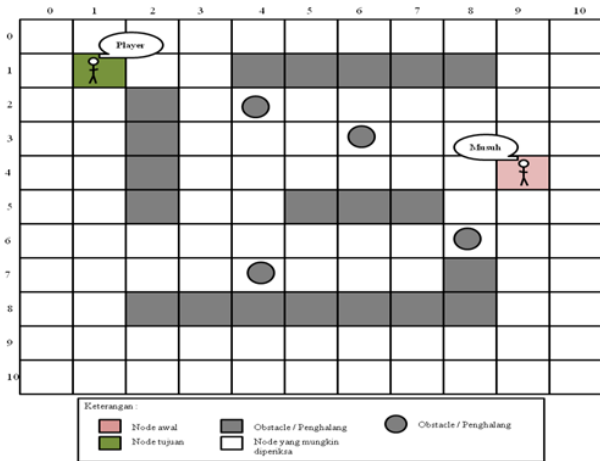 0 1 2 3 4 5 6 7 8 9 10
0
Player
1
2
3
Musuh
4
5
6
7
8
9
10
Keterangan :
Node awal
Obstacle / Penghalang
Obstacle / Penghalang
Node tujuan
Node yang mungkin
diperiksa